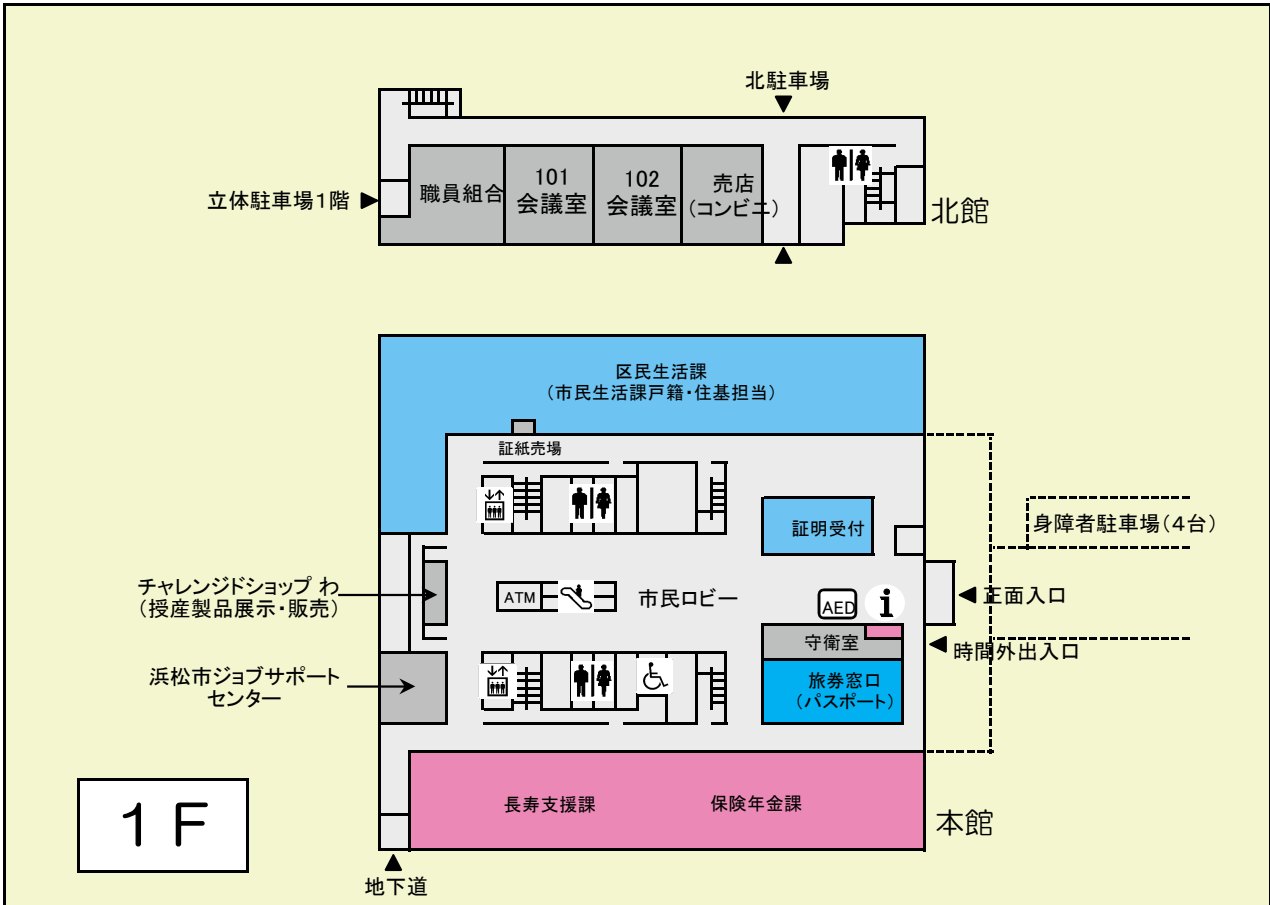 北駐車場
立体駐車場1階
職員組合
101
会議室
102
会議室
売店
(コンビニ)
北館
区民生活課
(市民生活課戸籍・住基担当)
証紙売場
証明受付
身障者駐車場(4台)
チャレンジドショップ わ
(授産製品展示・販売)
ATM
市民ロビー
AED
i
正面入口
守衛室
時間外出入口
浜松市ジョブサポート
センター
旅券窓口
(パスポート)
長寿支援課
保険年金課
本館
1F
地下道